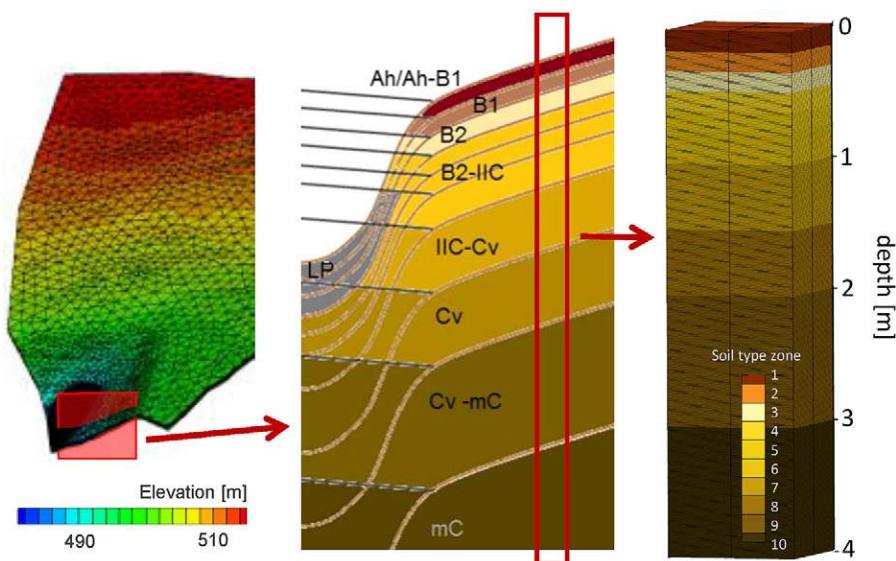 Elevation [m]
490
510
Ah/Ah-B1
B1
B2
B2-IIC
IIC-Cv
LP
Cv
Cv -mC
mC
0
1
2
3
4
depth [m]
Soil type zone
1
2
3
4
5
6
7
8
9
10